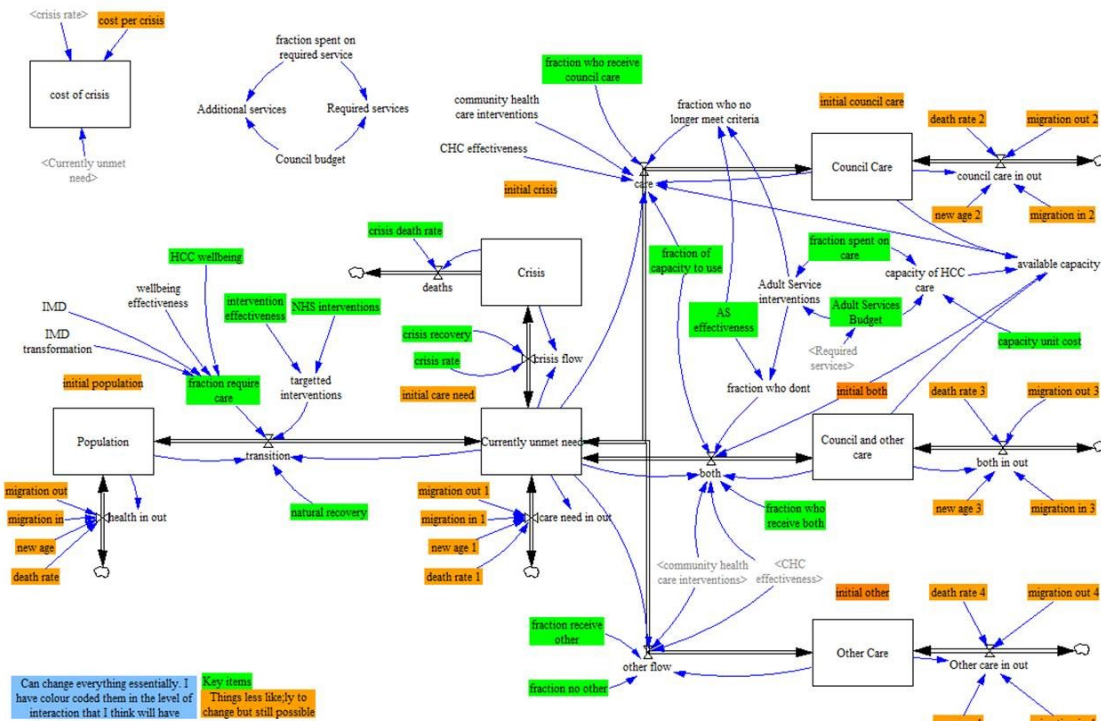 <crisis rate>
cost per crisis
cost of crisis
<Currently unmet
need>
fraction spent on
required service
Additional services
Required services
Council budget
fraction who receive
council care
community health
care interventions
CHC effectiveness
fraction who no
longer meet criteria
care
initial council care
Council Care
death rate 2
migration out 2
council care in out
new age 2
migration in 2
initial crisis
crisis death rate
deaths
Crisis
fraction of
capacity to use
fraction spent on
care
capacity of HCC
care
available capacity
Adult Service
interventions
Adult Services
Budget
AS
effectiveness
<Required
services>
capacity unit cost
HCC wellbeing
wellbeing
effectiveness
IMD
IMD
transformation
intervention
effectiveness
NHS interventions
crisis recovery
crisis rate
crisis flow
initial population
fraction require
care
targetted
interventions
initial care need
fraction who dont
initial both
death rate 3
migration out 3
Population
transition
Currently unmet need
both
Council and other
care
both in out
new age 3
migration in 3
migration out
migration in
new age
death rate
health in out
natural recovery
migration out 1
migration in 1
new age 1
death rate 1
care need in out
fraction who
receive both
<community health
care interventions>
<CHC
effectiveness>
initial other
death rate 4
migration out 4
fraction receive
other
other flow
fraction no other
Other Care
Other care in out
Can change everything essentially. I
have colour coded them in the level of
interaction that I think will have
Key items
Things less like;ly to
change but still possible